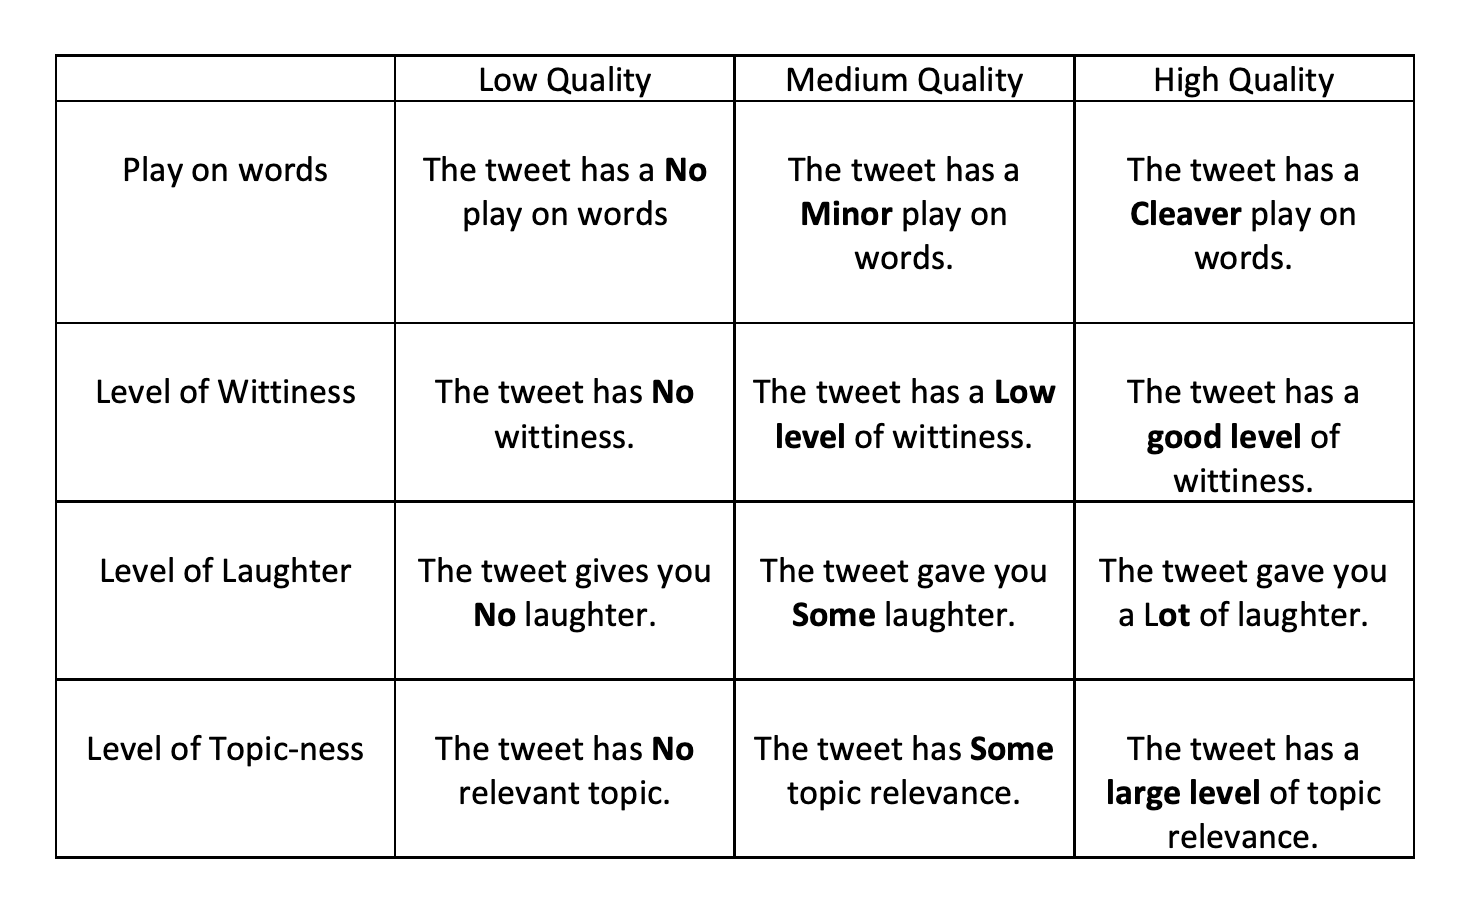 Low Quality
Medium Quality
High Quality
Play on words
The tweet has a No
play on words
The tweet has a
Minor play on
words.
The tweet has a
Cleaver play on
words.
Level of Wittiness
The tweet has No
wittiness.
The tweet has a Low
level of wittiness.
The tweet has a
good level of
wittiness.
Level of Laughter
The tweet gives you
No laughter.
The tweet gave you
Some laughter.
The tweet gave you
a Lot of laughter.
Level of Topic-ness
The tweet has No
relevant topic.
The tweet has Some
topic relevance.
The tweet has a
large level of topic
relevance.